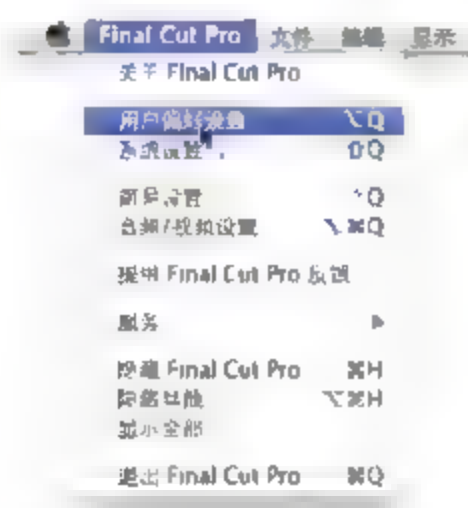 Final Cut Pro 文件 编辑 显示
关于 Final Cut Pro
用户偏好设置 ⌥Q
系统设置 ⇧Q
简易设置 ^Q
音频/视频设置 ⌥⌘Q
提供 Final Cut Pro 反馈
服务 ▶
隐藏 Final Cut Pro ⌘H
隐藏其他 ⌥⌘H
显示全部
退出 Final Cut Pro ⌘Q